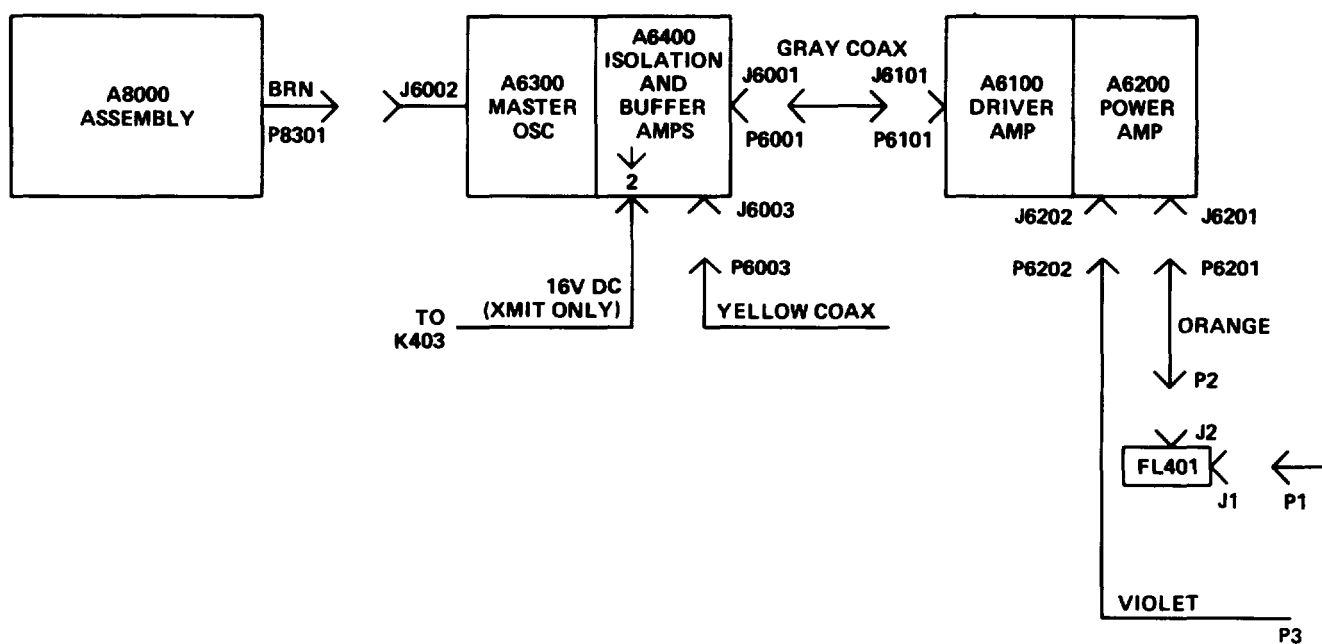 A8000
ASSEMBLY
BRN
P8301
J6002
A6300
MASTER
OSC
A6400
ISOLATION
AND
BUFFER
AMPS
2
GRAY COAX
J6001
J6101
P6001
P6101
A6100
DRIVER
AMP
A6200
POWER
AMP
J6003
P6003
16V DC
(XMIT ONLY)
TO
K403
YELLOW COAX
J6202
J6201
P6202
P6201
ORANGE
P2
J2
FL401
J1
P1
VIOLET
P3